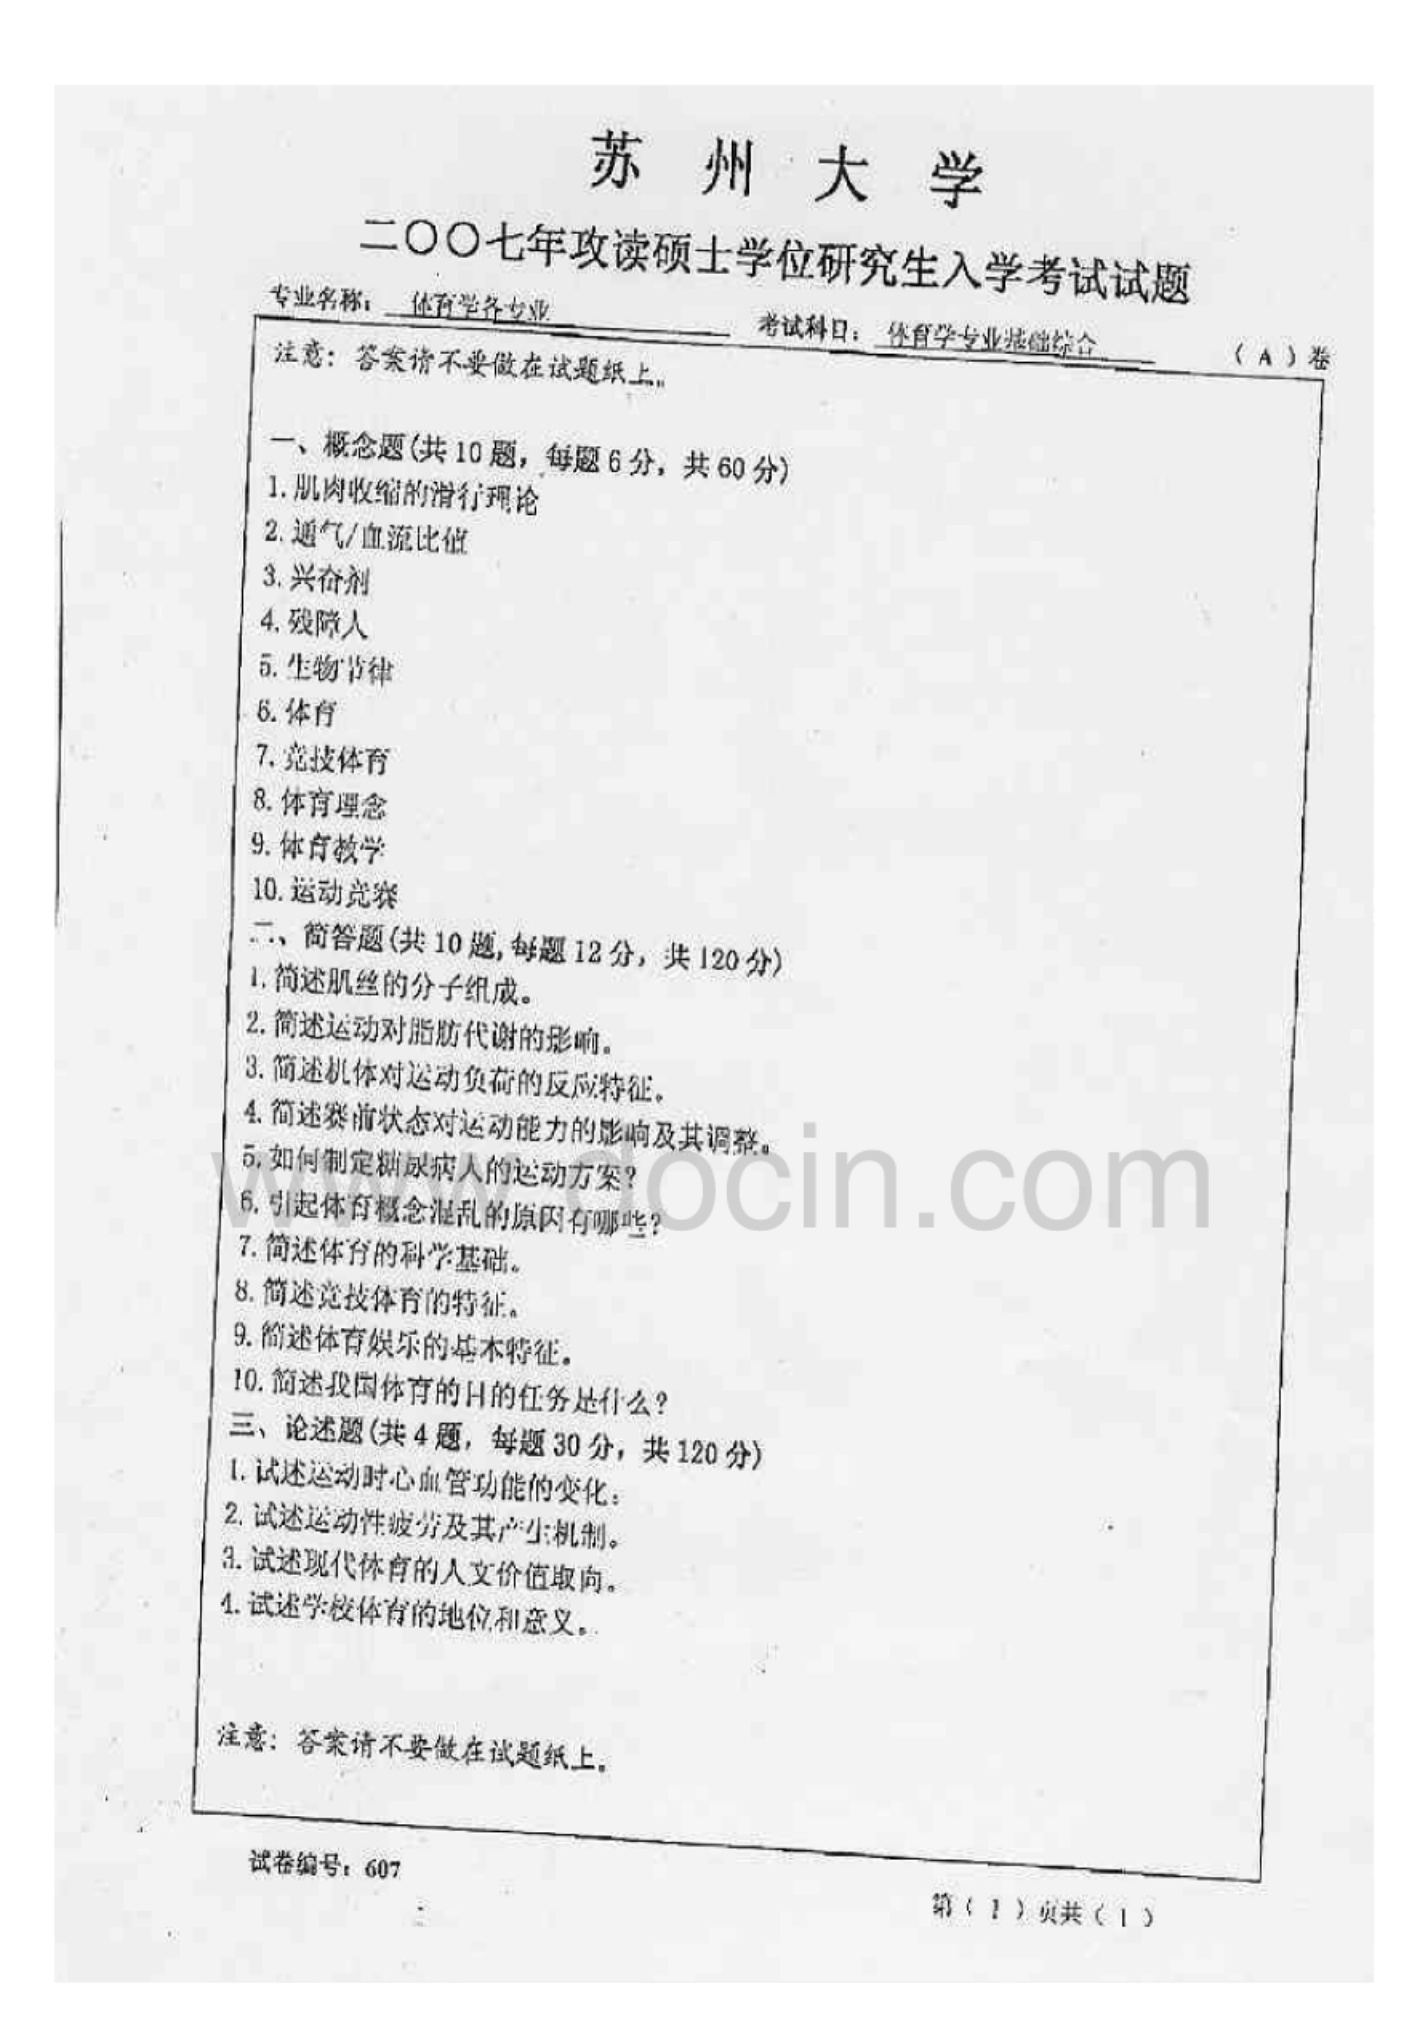 苏州大学
二〇〇七年攻读硕士学位研究生入学考试试题
专业名称： 体育学各专业 考试科目： 体育学专业基础综合 （A）卷
注意：答案请不要做在试题纸上。
一、概念题(共10题，每题6分，共60分)
1.肌肉收缩的滑行理论
2.通气/血流比值
3.兴奋剂
4.残障人
5.生物节律
6.体育
7.竞技体育
8.体育理念
9.体育教学
10.运动竞赛
二、简答题(共10题,每题12分，共120分)
1.简述肌丝的分子组成。
2.简述运动对脂肪代谢的影响。
3.简述机体对运动负荷的反应特征。
4.简述赛前状态对运动能力的影响及其调整。
5.如何制定糖尿病人的运动方案？
6.引起体育概念混乱的原因有哪些？
7.简述体育的科学基础。
8.简述竞技体育的特征。
9.简述体育娱乐的基本特征。
10.简述我国体育的目的任务是什么？
三、论述题(共4题，每题30分，共120分)
1.试述运动时心血管功能的变化：
2.试述运动性疲劳及其产生机制。
3.试述现代体育的人文价值取向。
4.试述学校体育的地位和意义。
注意：答案请不要做在试题纸上。
试卷编号：607
第（1）页共（1）
www.docin.com